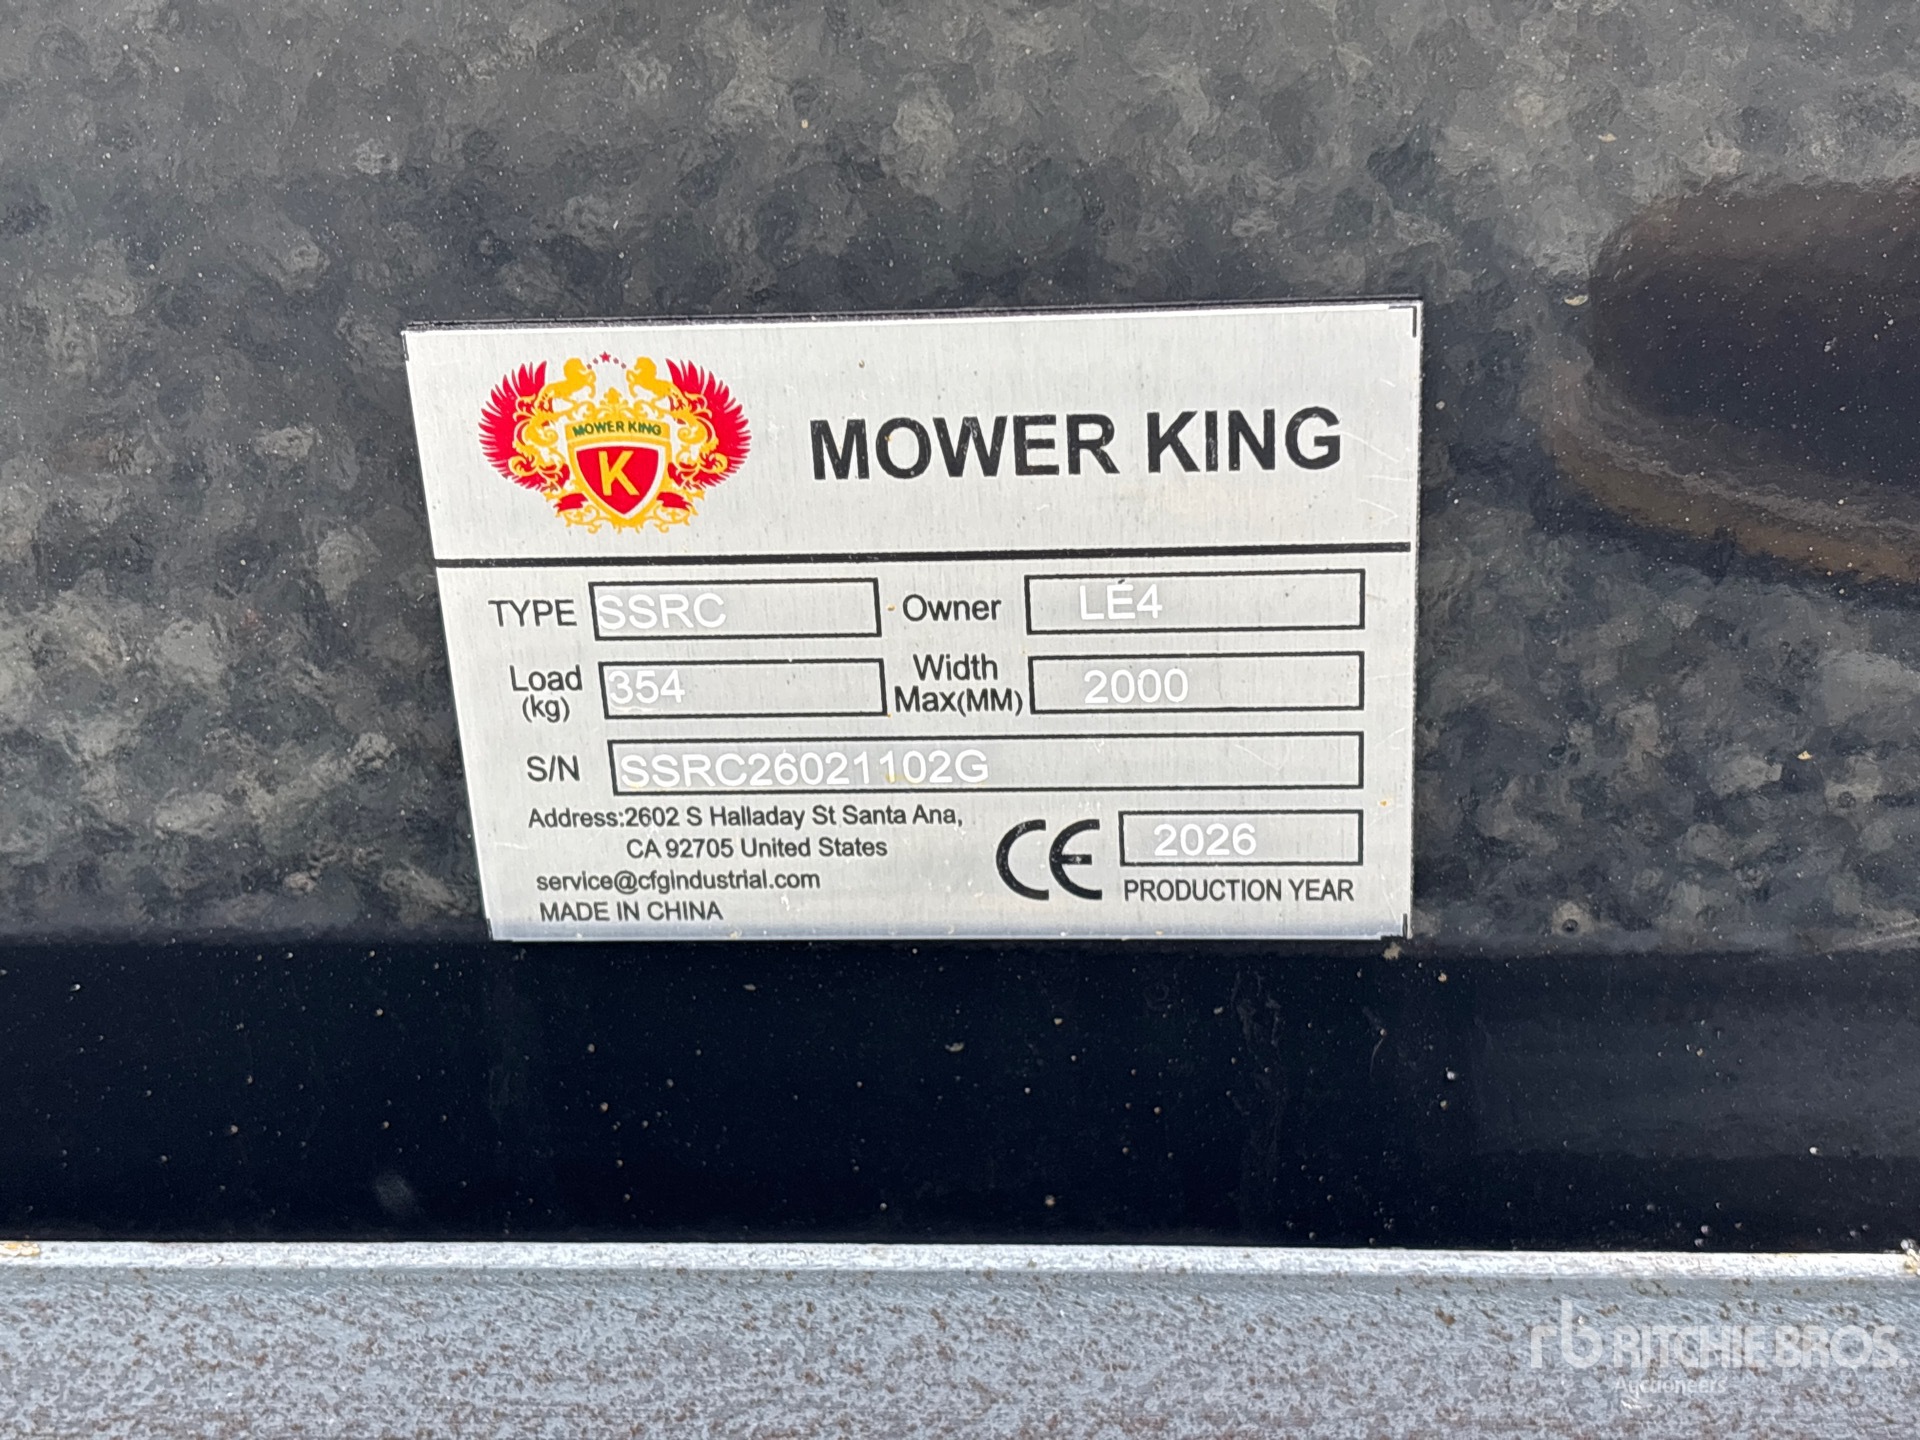 MOWER KING
K
MOWER KING
TYPE SSRC Owner LE4
Load (kg) 354 Width Max(MM) 2000
S/N SSRC26021102G
Address:2602 S Halladay St Santa Ana,
CA 92705 United States
service@cfgindustrial.com
MADE IN CHINA
CE
2026
PRODUCTION YEAR
rb RITCHIE BROS.
Auctioneers